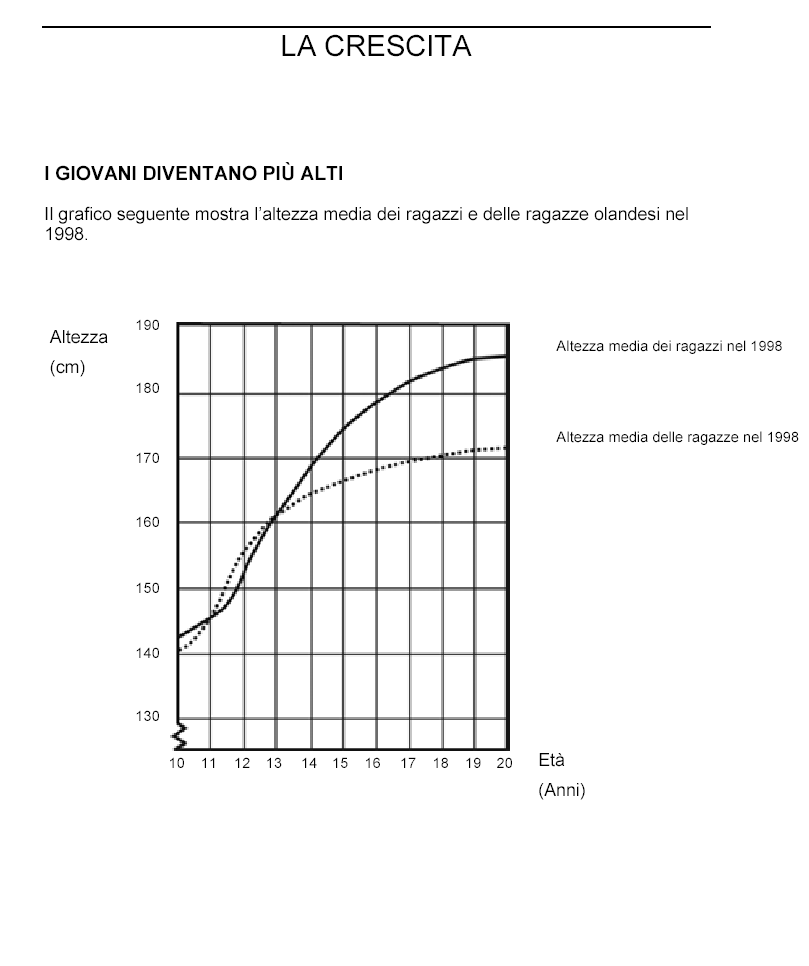 LA CRESCITA
I GIOVANI DIVENTANO PIÙ ALTI
Il grafico seguente mostra l’altezza media dei ragazzi e delle ragazze olandesi nel
1998.
Altezza
(cm)
190
180
170
160
150
140
130
Altezza media dei ragazzi nel 1998
Altezza media delle ragazze nel 1998
10 11 12 13 14 15 16 17 18 19 20
Età
(Anni)